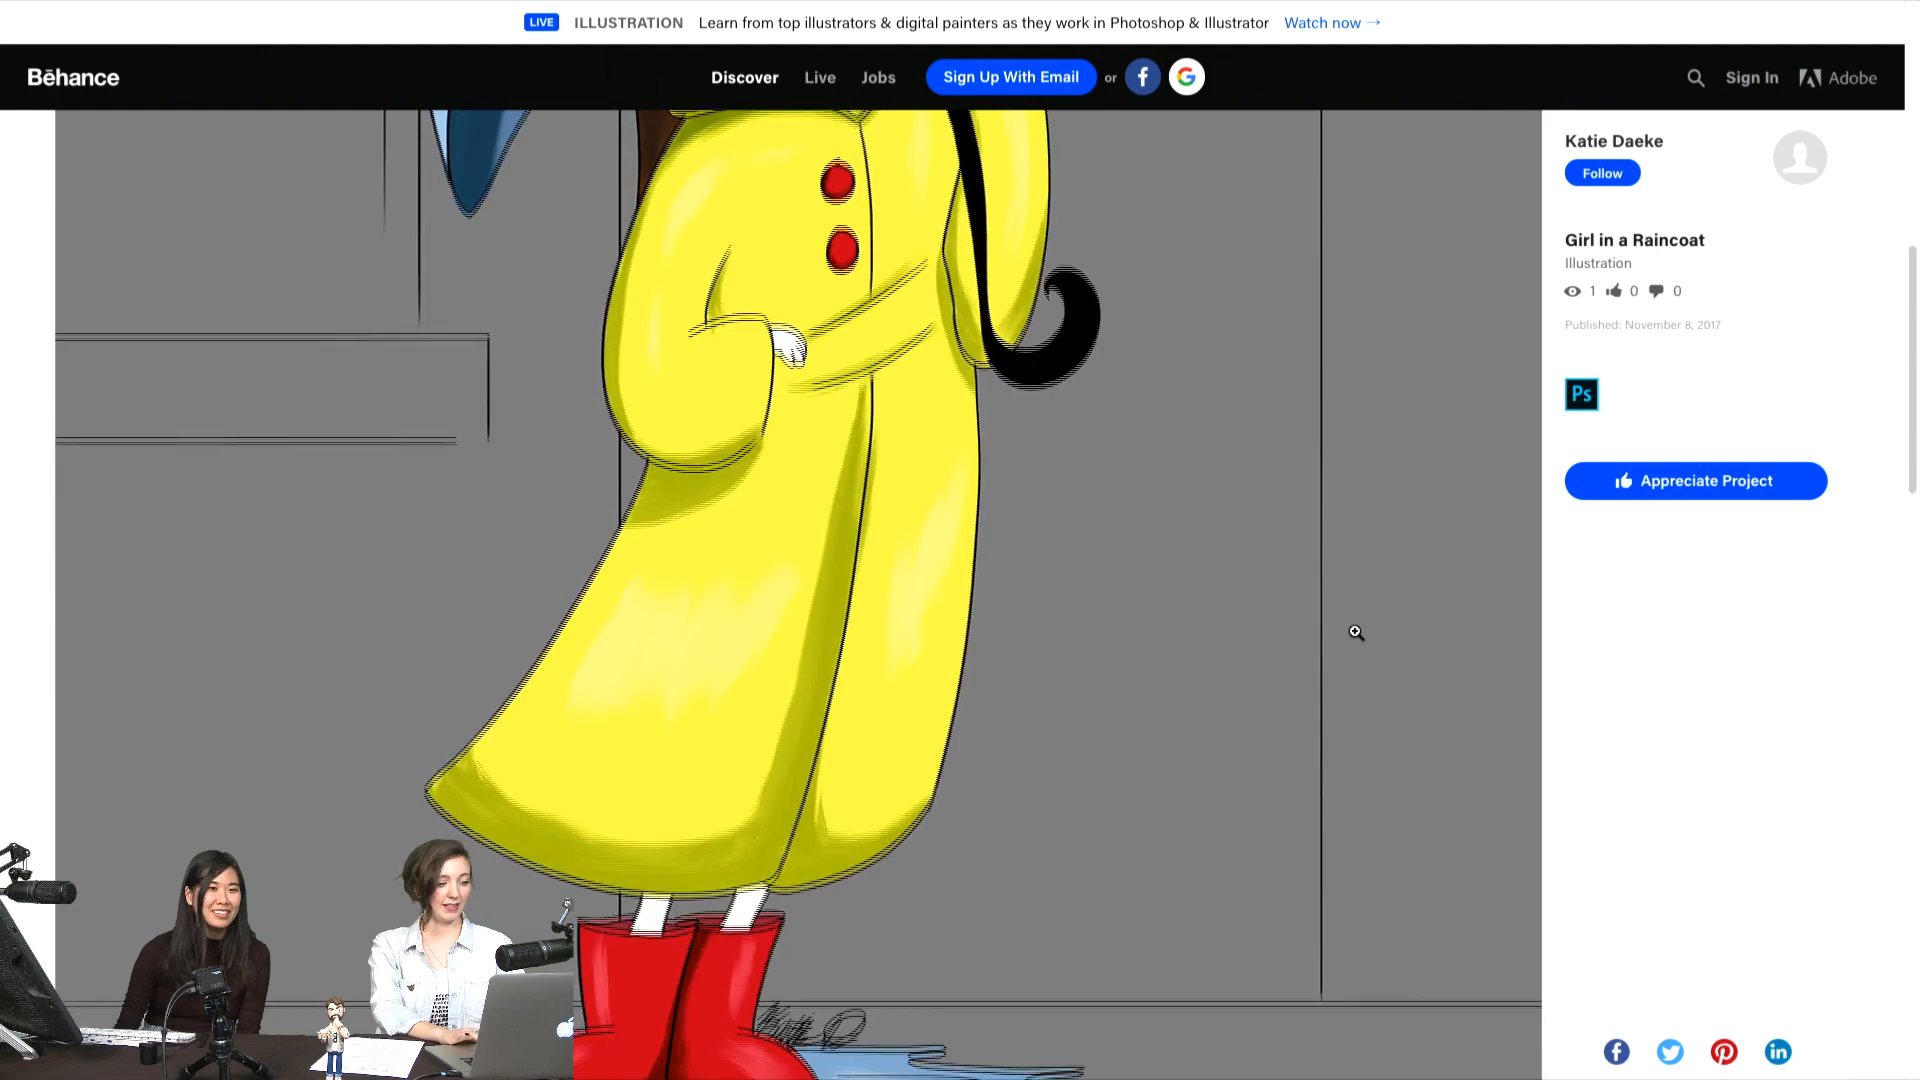 LIVE ILLUSTRATION Learn from top illustrators & digital painters as they work in Photoshop & Illustrator Watch now →
Bēhance Discover Live Jobs Sign Up With Email or Sign In Adobe
Katie Daeke
Follow
Girl in a Raincoat
Illustration
1 0 0
Published: November 8, 2017
Ps
Appreciate Project